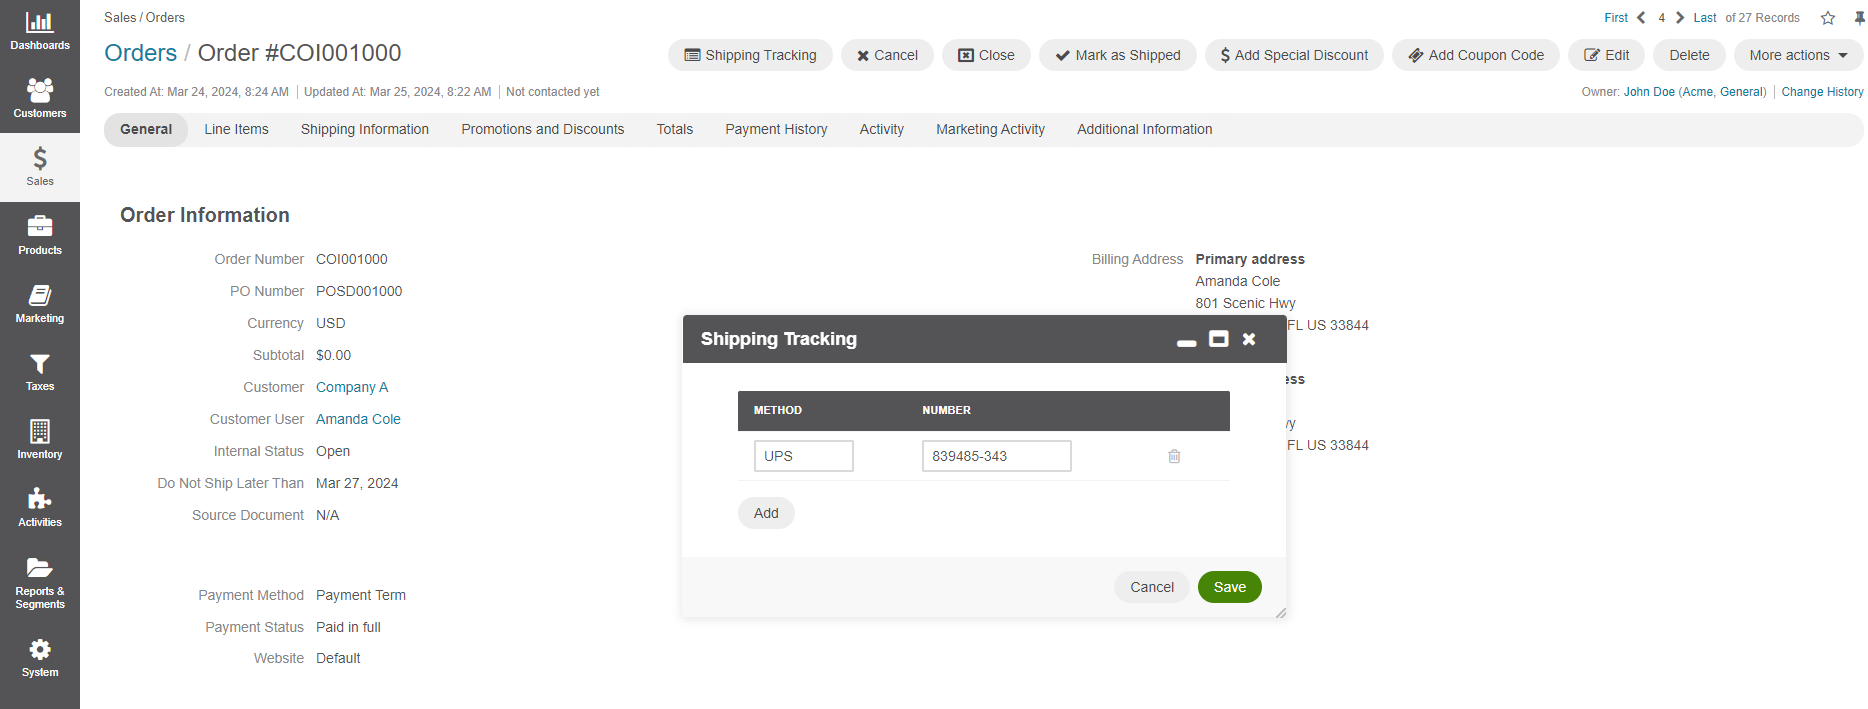 Dashboards
Customers
Sales
Products
Marketing
Taxes
Inventory
Activities
Reports &
Segments
System
Sales / Orders
First 4 Last of 27 Records
Orders / Order #COI001000
Shipping Tracking Cancel Close Mark as Shipped $ Add Special Discount Add Coupon Code Edit Delete More actions
Created At: Mar 24, 2024, 8:24 AM Updated At: Mar 25, 2024, 8:22 AM Not contacted yet
Owner: John Doe (Acme, General) Change History
General Line Items Shipping Information Promotions and Discounts Totals Payment History Activity Marketing Activity Additional Information
Order Information
Order Number COI001000
PO Number POSD001000
Currency USD
Subtotal $0.00
Customer Company A
Customer User Amanda Cole
Internal Status Open
Do Not Ship Later Than Mar 27, 2024
Source Document N/A
Payment Method Payment Term
Payment Status Paid in full
Website Default
Billing Address Primary address
Amanda Cole
801 Scenic Hwy
FL US 33844
FL US 33844
Shipping Tracking
METHOD NUMBER
UPS 839485-343
Add
Cancel Save